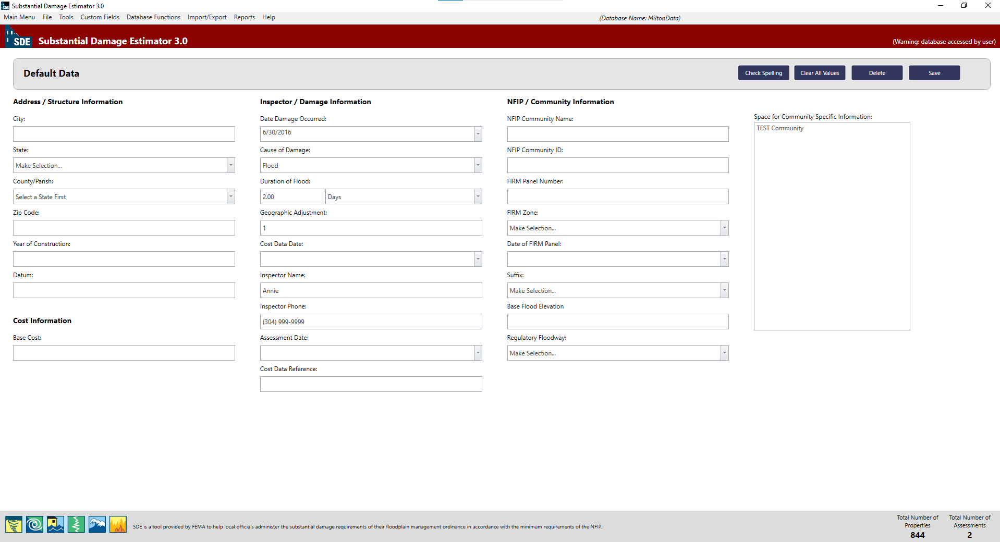 Substantial Damage Estimator 3.0
Main Menu File Tools Custom Fields Database Functions Import/Export Reports Help
(Database Name: MiltonData)
SDE Substantial Damage Estimator 3.0
(Warning: database accessed by user)
Default Data
Check Spelling
Clear All Values
Delete
Save
Address / Structure Information
City:
State:
Make Selection...
County/Parish:
Select a State First
Zip Code:
Year of Construction:
Datum:
Cost Information
Base Cost:
Inspector / Damage Information
Date Damage Occurred:
6/30/2016
Cause of Damage:
Flood
Duration of Flood:
2.00 Days
Geographic Adjustment:
1
Cost Data Date:
Inspector Name:
Annie
Inspector Phone:
(304) 999-9999
Assessment Date:
Cost Data Reference:
NFIP / Community Information
NFIP Community Name:
NFIP Community ID:
FIRM Panel Number:
FIRM Zone:
Make Selection...
Date of FIRM Panel:
Suffix:
Make Selection...
Base Flood Elevation
Regulatory Floodway:
Make Selection...
Space for Community Specific Information:
TEST Community
SDE is a tool provided by FEMA to help local officials administer the substantial damage requirements of their floodplain management ordinance in accordance with the minimum requirements of the NFIP.
Total Number of
Properties
844
Total Number of
Assessments
2